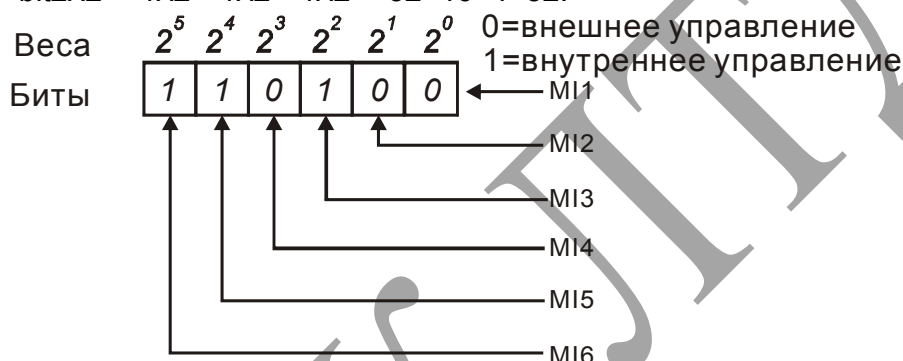 Веса 2⁵ 2⁴ 2³ 2² 2¹ 2⁰ 0=внешнее управление
1=внутреннее управление
Биты 1 1 0 1 0 0 MI1
MI2
MI3
MI4
MI5
MI6